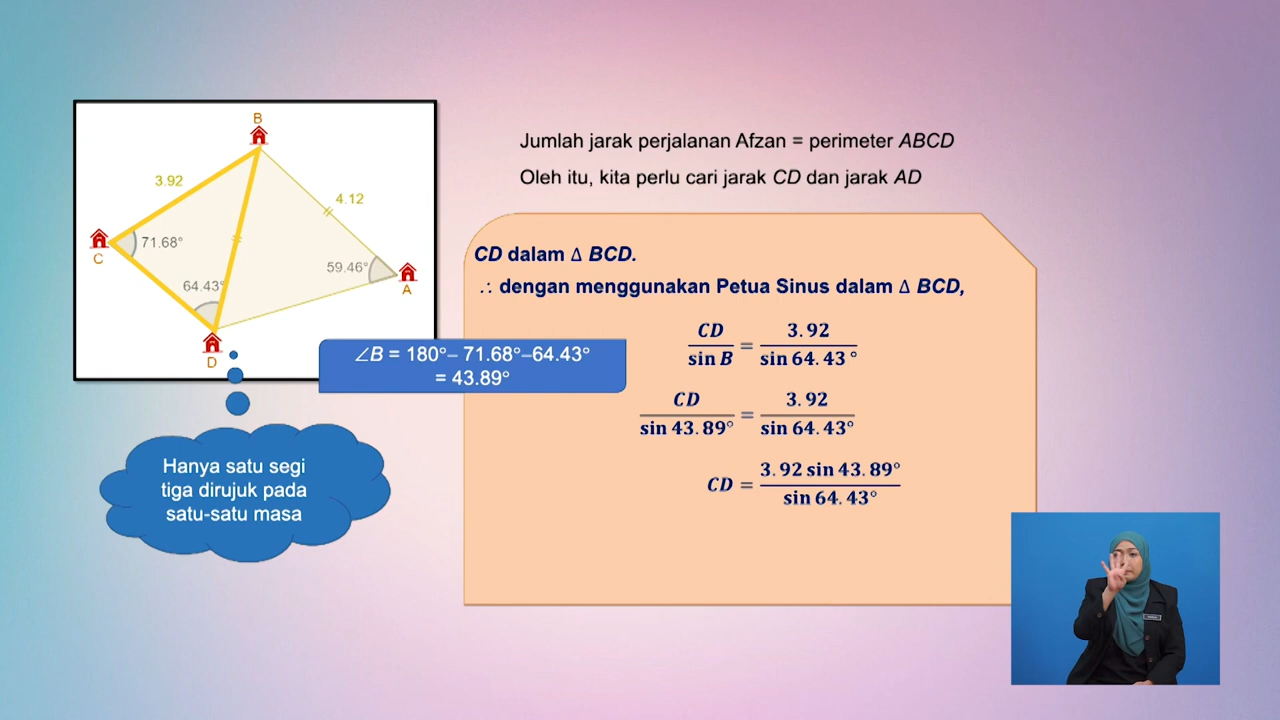 Jumlah jarak perjalanan Afzan = perimeter ABCD
Oleh itu, kita perlu cari jarak CD dan jarak AD
B
3.92
4.12
C
71.68°
59.46°
A
64.43°
D
∠B = 180°– 71.68°–64.43°
= 43.89°
Hanya satu segi
tiga dirujuk pada
satu-satu masa
CD dalam Δ BCD.
∴ dengan menggunakan Petua Sinus dalam Δ BCD,
CD / sin B = 3.92 / sin 64.43°
CD / sin 43.89° = 3.92 / sin 64.43°
CD = 3.92 sin 43.89° / sin 64.43°